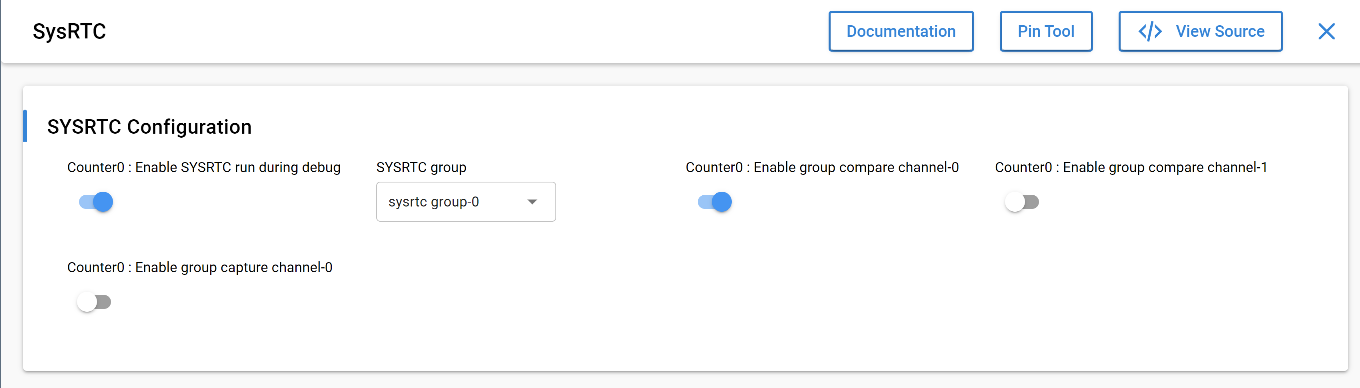 SysRTC
Documentation
Pin Tool
</> View Source
SYSRTC Configuration
Counter0 : Enable SYSRTC run during debug
SYSRTC group
Counter0 : Enable group compare channel-0
Counter0 : Enable group compare channel-1
sysrtc group-0
Counter0 : Enable group capture channel-0